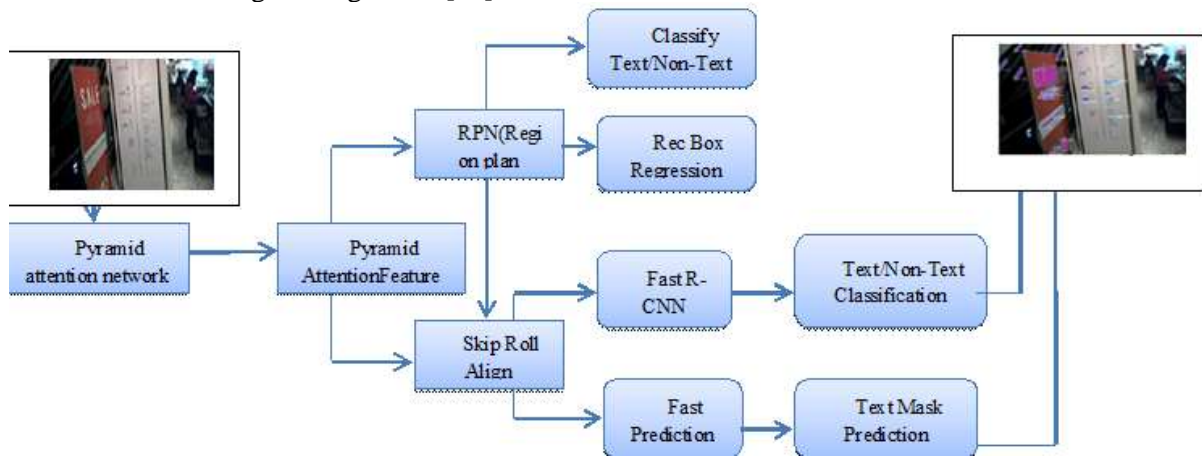 SALE
Classify
Text/Non-Text
RPN(Regi
on plan
Rec Box
Regression
Pyramid
attention network
Pyramid
AttentionFeature
Fast R-
CNN
Text/Non-Text
Classification
Skip Roll
Align
Fast
Prediction
Text Mask
Prediction